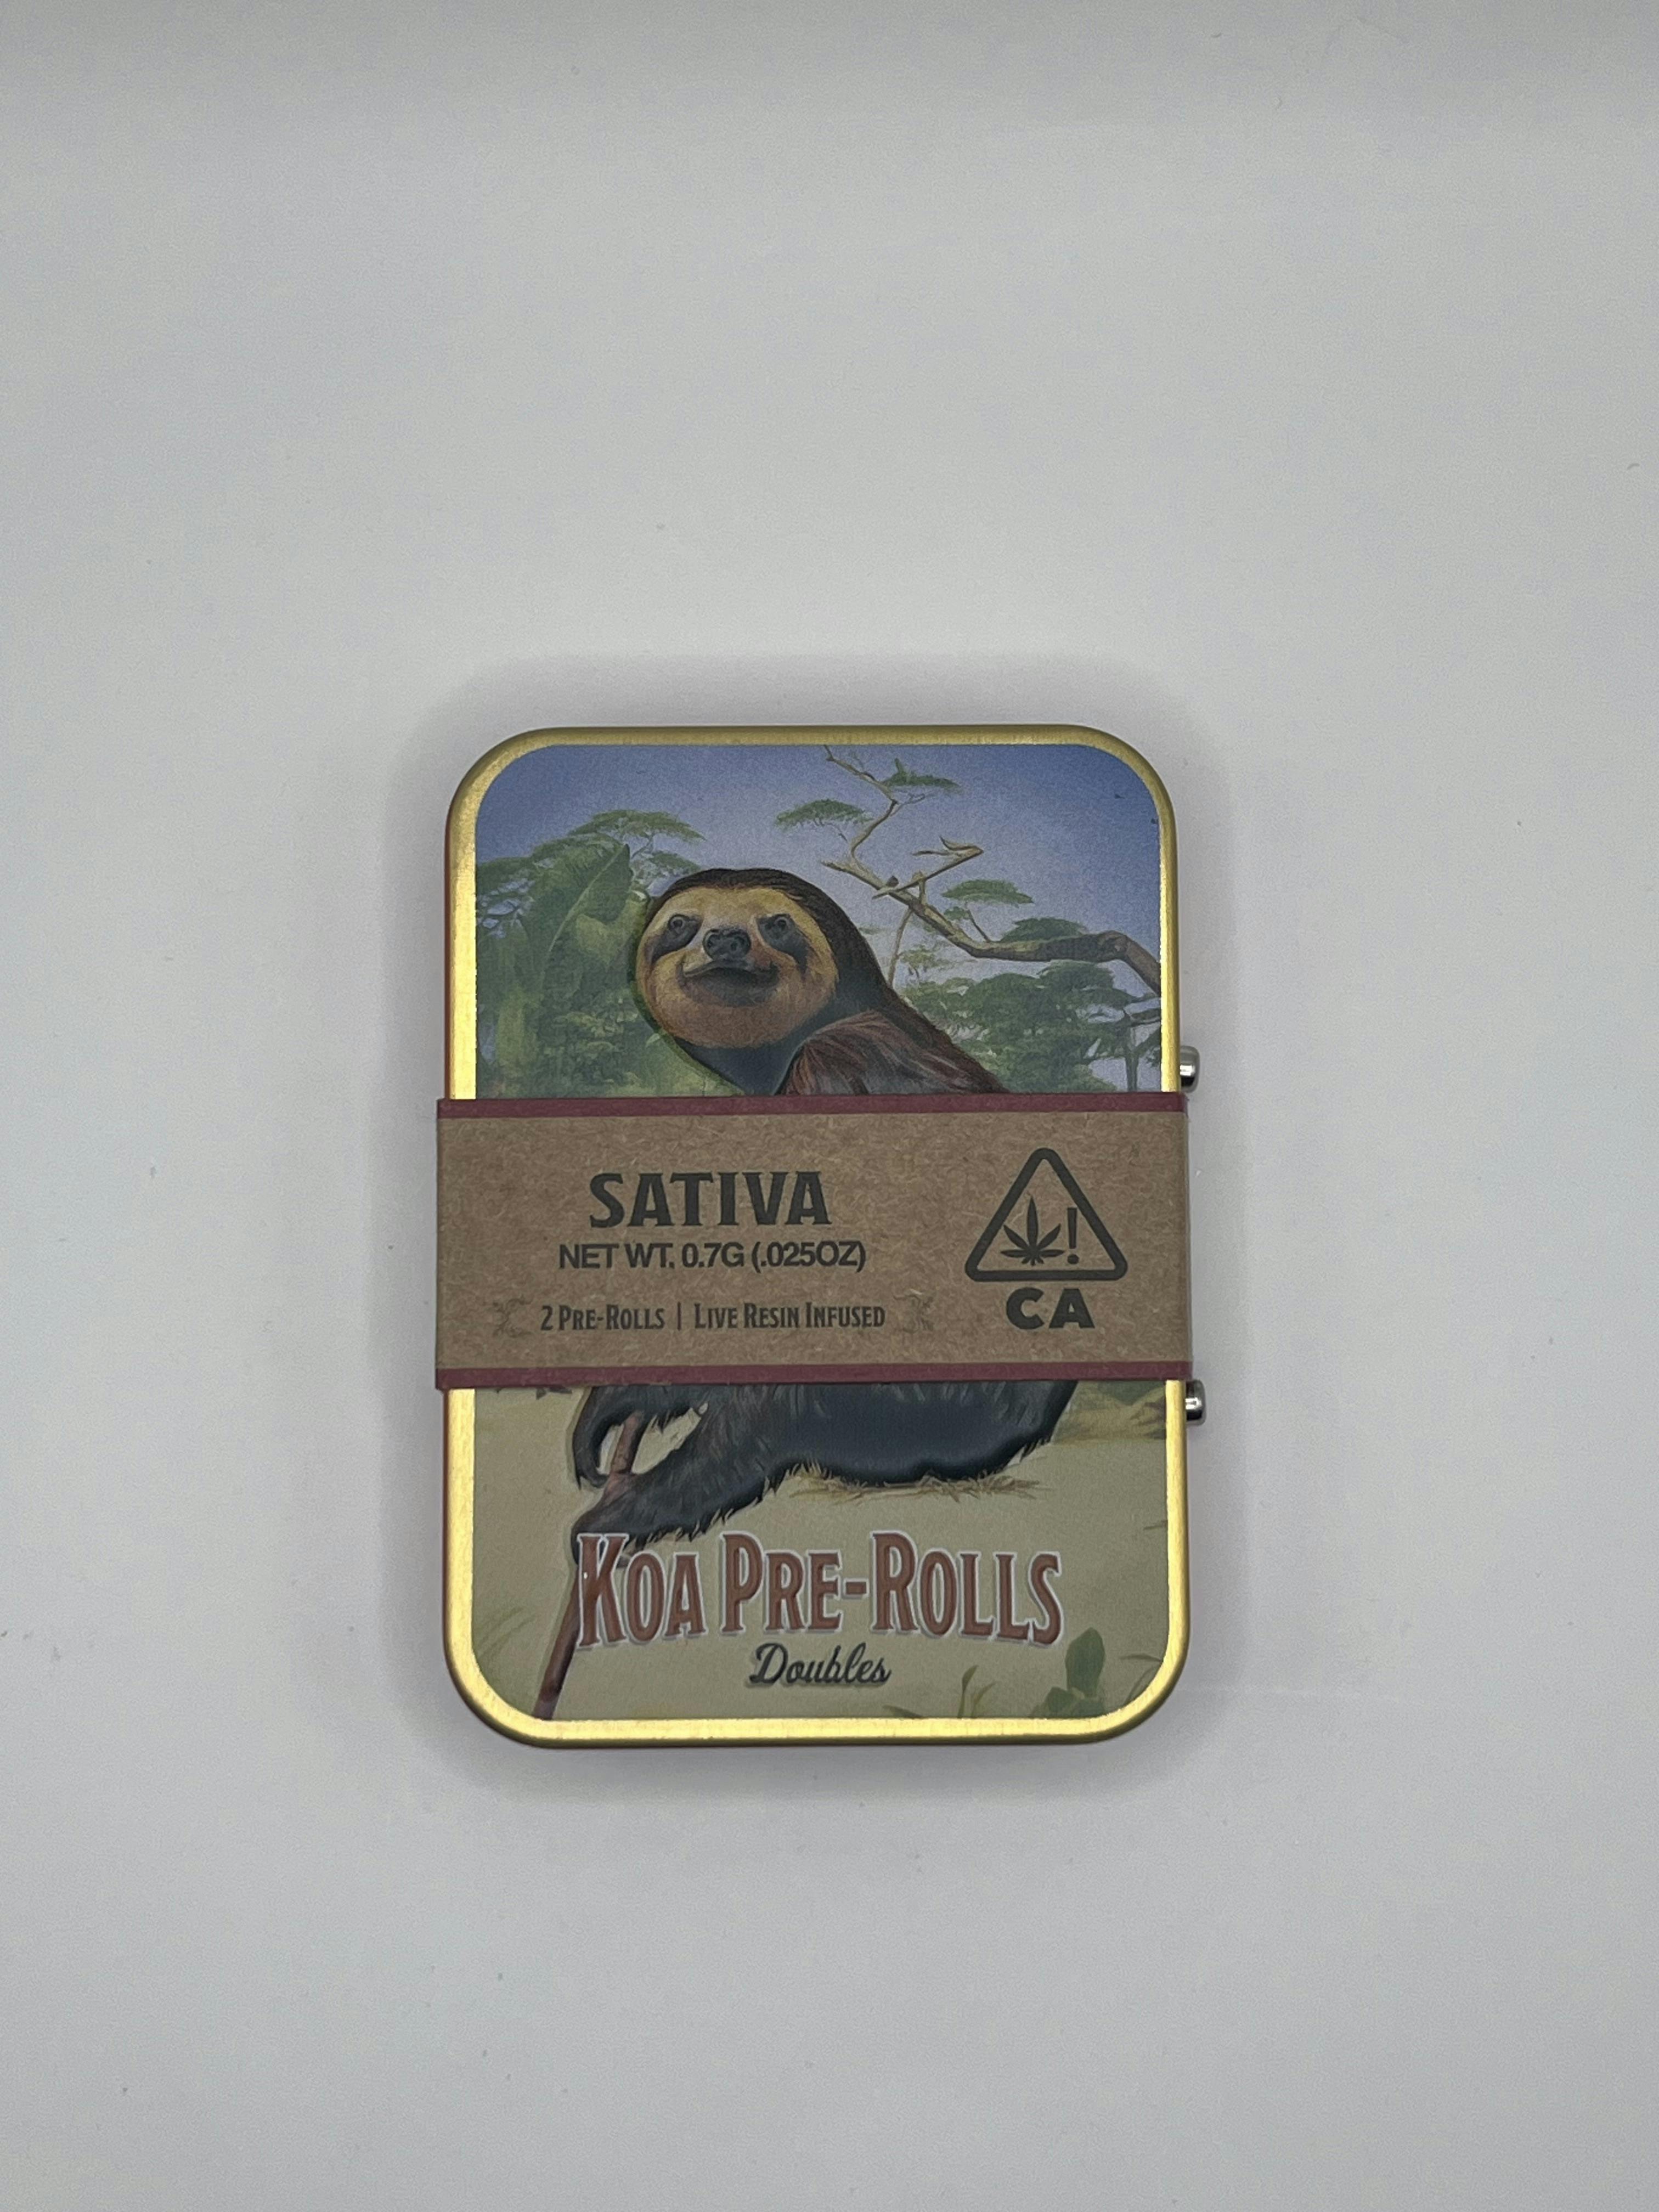 SATIVA
NET WT. 0.7G (.025OZ)
2 PRE-ROLLS | LIVE RESIN INFUSED
!
CA
KOA PRE-ROLLS
Doubles